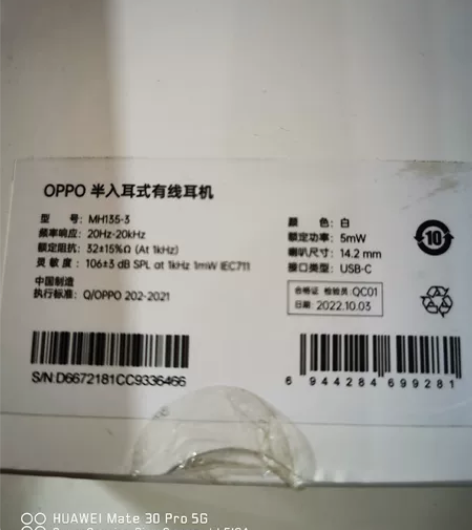 OPPO 半入耳式有线耳机
型 号: MH135-3
频率响应: 20Hz-20kHz
额定阻抗: 32±15%Ω (At 1kHz)
灵敏度: 106±3 dB SPL at 1kHz 1mW IEC711
中国制造
执行标准: Q/OPPO 202-2021
颜 色: 白
额定功率: 5mW
喇叭尺寸: 14.2 mm
接口类型: USB-C
10
合格证 检验员 QC01
日期: 2022.10.03
S/N:D6672181CC9336466
6 944284 699281
HUAWEI Mate 30 Pro 5G